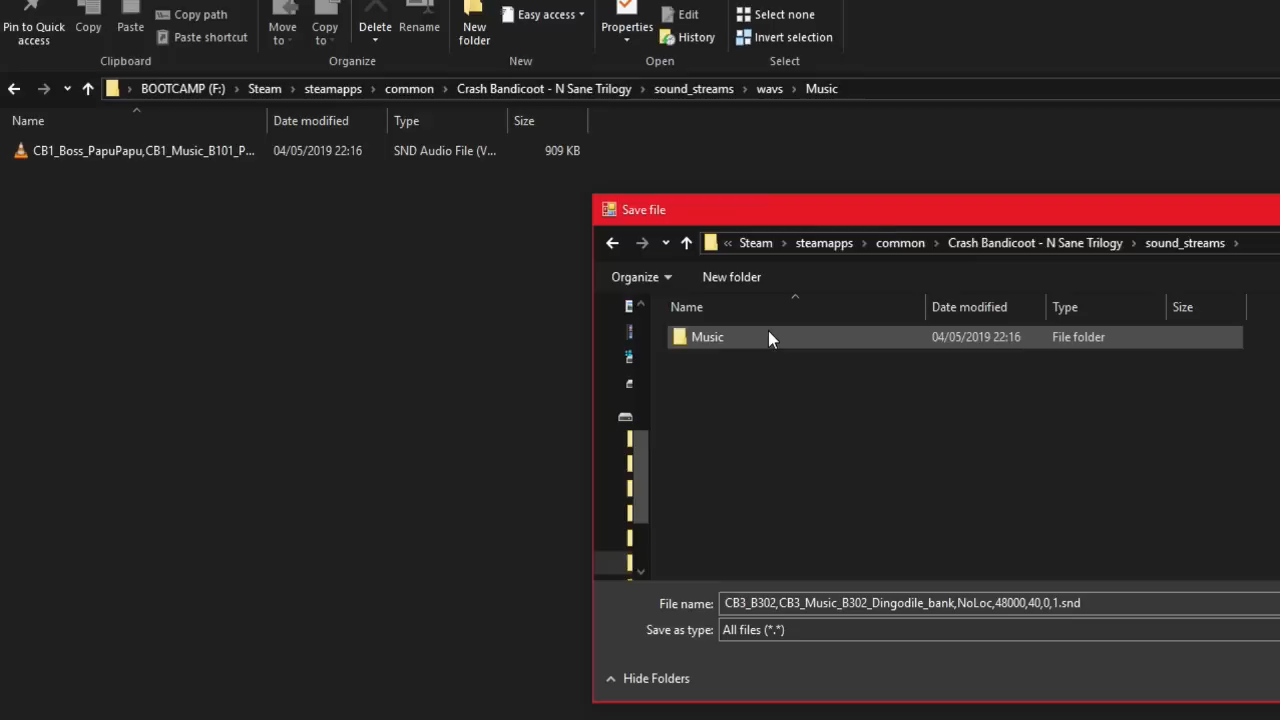 Pin to Quick access
Copy
Paste
Copy path
Paste shortcut
Clipboard
Move to
Copy to
Delete
Rename
Organize
New folder
Easy access
New
Properties
Edit
History
Open
Select none
Invert selection
Select
BOOTCAMP (F:) › Steam › steamapps › common › Crash Bandicoot - N Sane Trilogy › sound_streams › wavs › Music
Name Date modified Type Size
CB1_Boss_PapuPapu,CB1_Music_B101_P... 04/05/2019 22:16 SND Audio File (V... 909 KB
Save file
« Steam › steamapps › common › Crash Bandicoot - N Sane Trilogy › sound_streams ›
Organize New folder
Name Date modified Type Size
Music 04/05/2019 22:16 File folder
File name: CB3_B302,CB3_Music_B302_Dingodile_bank,NoLoc,48000,40,0,1.snd
Save as type: All files (*.*)
Hide Folders